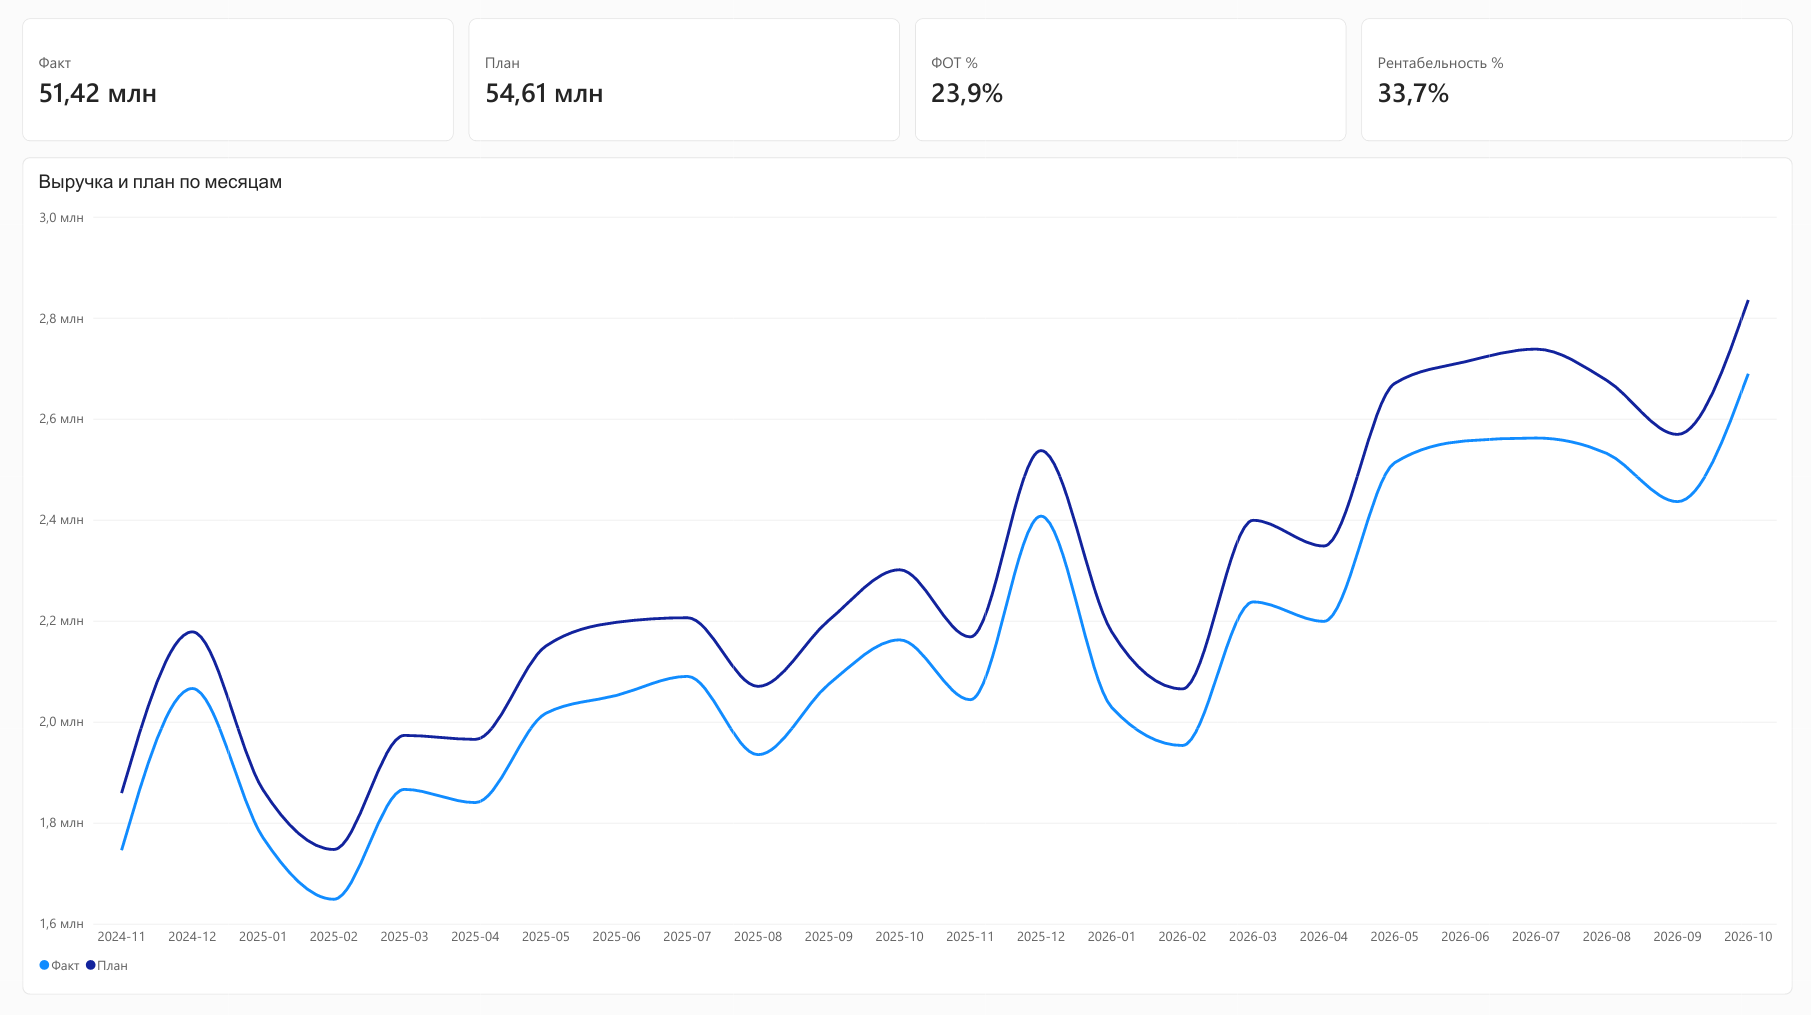 Факт
51,42 млн
План
54,61 млн
ФОТ %
23,9%
Рентабельность %
33,7%
Выручка и план по месяцам
3,0 млн
2,8 млн
2,6 млн
2,4 млн
2,2 млн
2,0 млн
1,8 млн
1,6 млн
2024-11 2024-12 2025-01 2025-02 2025-03 2025-04 2025-05 2025-06 2025-07 2025-08 2025-09 2025-10 2025-11 2025-12 2026-01 2026-02 2026-03 2026-04 2026-05 2026-06 2026-07 2026-08 2026-09 2026-10
Факт План